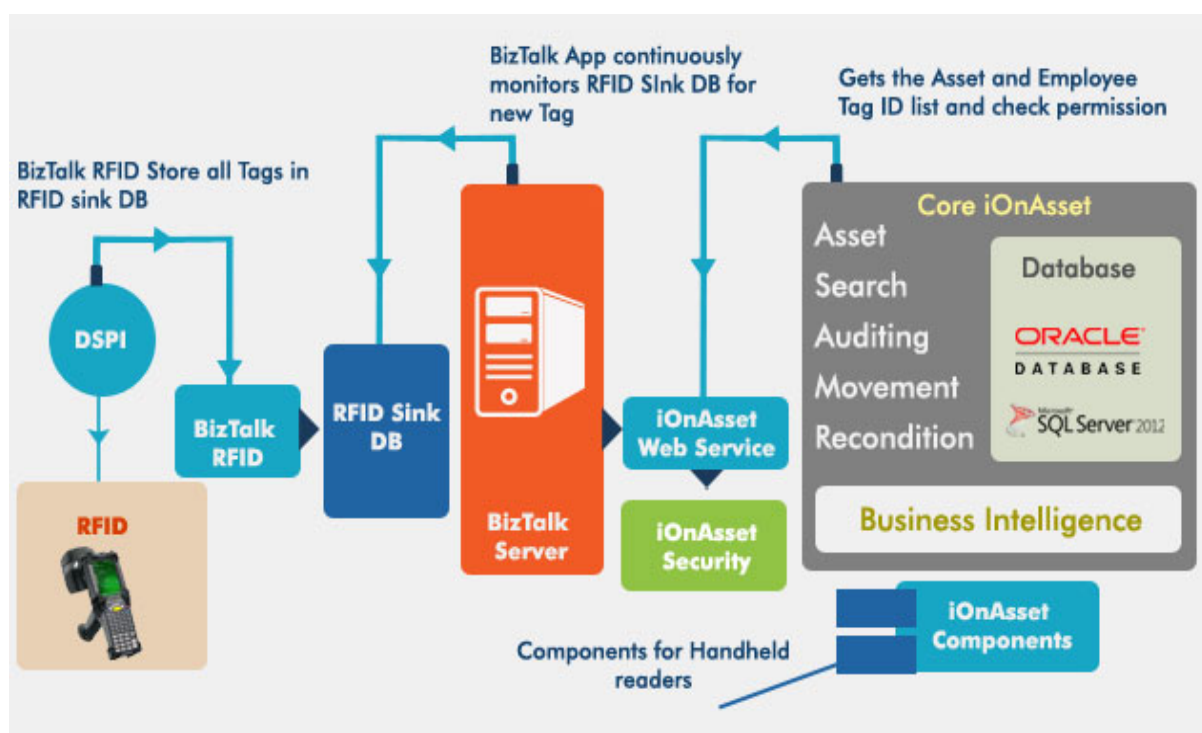 BizTalk App continuously
monitors RFID SInk DB for
new Tag
Gets the Asset and Employee
Tag ID list and check permission
BizTalk RFID Store all Tags in
RFID sink DB
DSPI
BizTalk
RFID
RFID
RFID Sink
DB
BizTalk
Server
iOnAsset
Web Service
iOnAsset
Security
Core iOnAsset
Asset
Search
Auditing
Movement
Recondition
Database
ORACLE
DATABASE
Microsoft
SQL Server 2012
Business Intelligence
iOnAsset
Components
Components for Handheld
readers